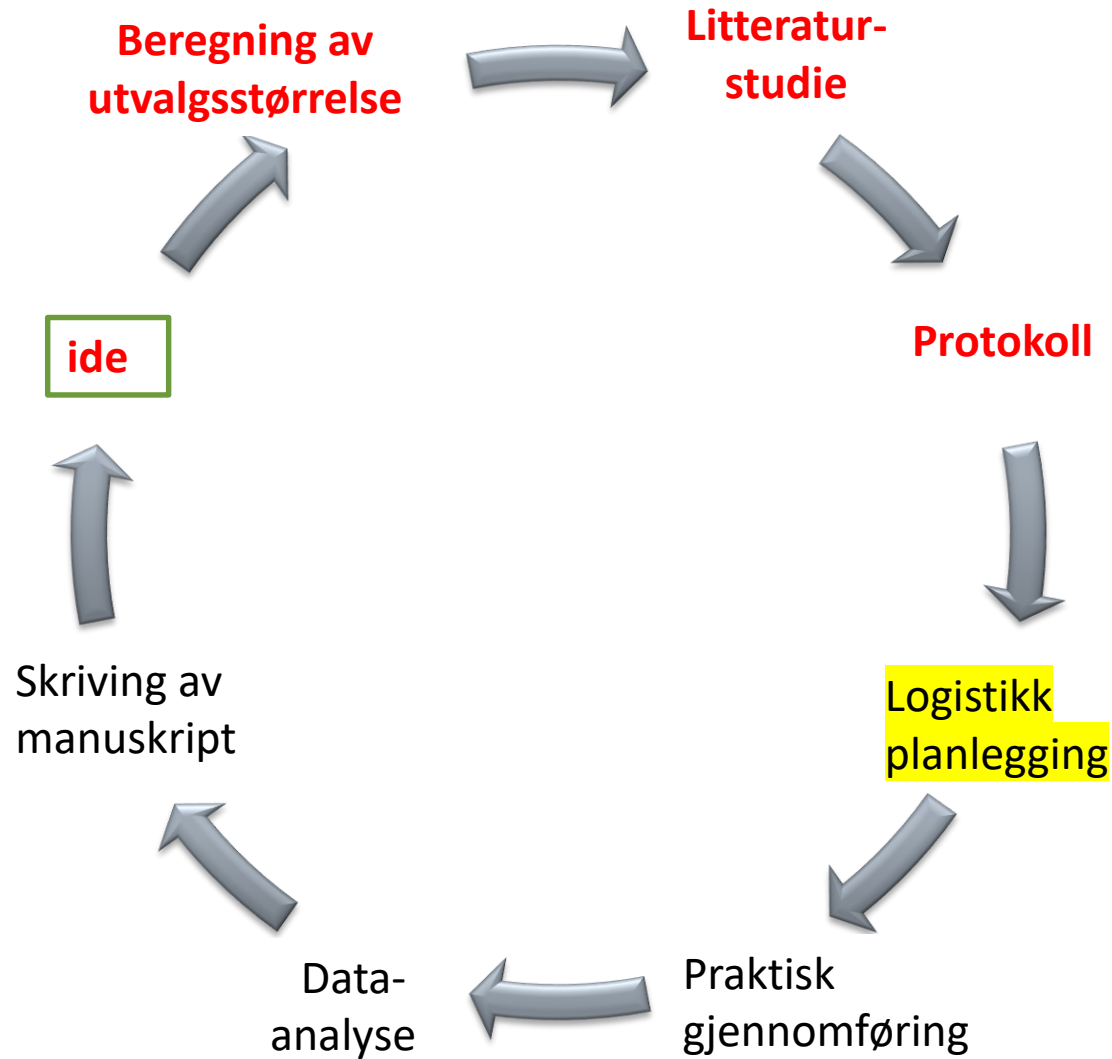 Beregning av
utvalgsstørrelse
Litteratur-
studie
ide
Protokoll
Skriving av
manuskript
Logistikk
planlegging
Data-
analyse
Praktisk
gjennomføring